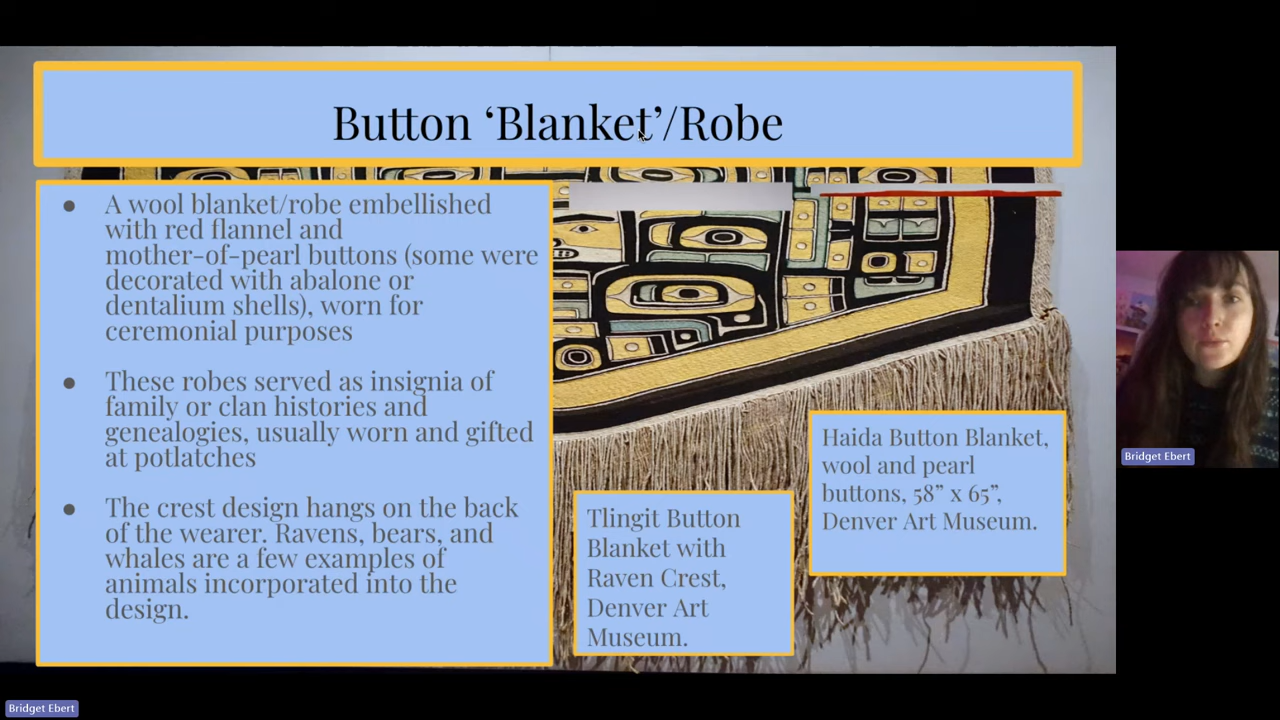 Button ‘Blanket’/Robe
● A wool blanket/robe embellished
with red flannel and
mother-of-pearl buttons (some were
decorated with abalone or
dentalium shells), worn for
ceremonial purposes
● These robes served as insignia of
family or clan histories and
genealogies, usually worn and gifted
at potlatches
● The crest design hangs on the back
of the wearer. Ravens, bears, and
whales are a few examples of
animals incorporated into the
design.
Tlingit Button
Blanket with
Raven Crest,
Denver Art
Museum.
Haida Button Blanket,
wool and pearl
buttons, 58” x 65”,
Denver Art Museum.
Bridget Ebert
Bridget Ebert